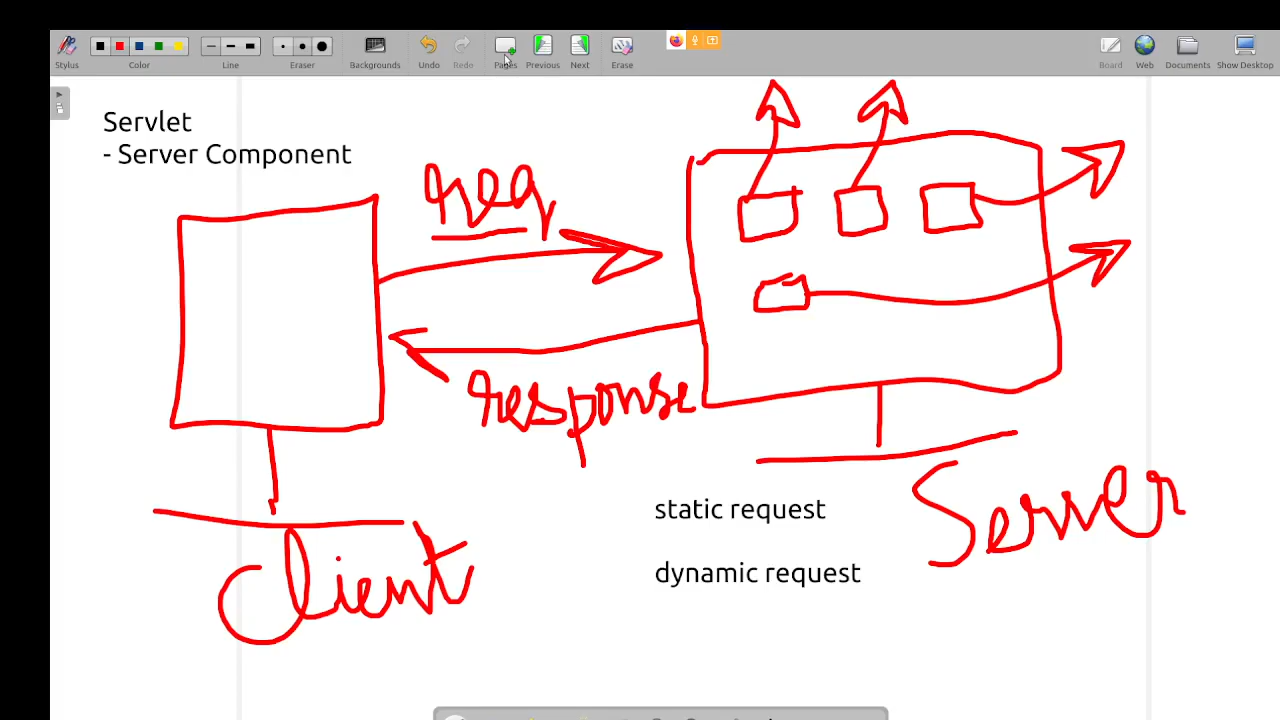 Stylus
Color
Line
Eraser
Backgrounds
Undo
Redo
Pages
Previous
Next
Erase
Board
Web
Documents
Show Desktop
Servlet
- Server Component
req
response
client
Server
static request
dynamic request